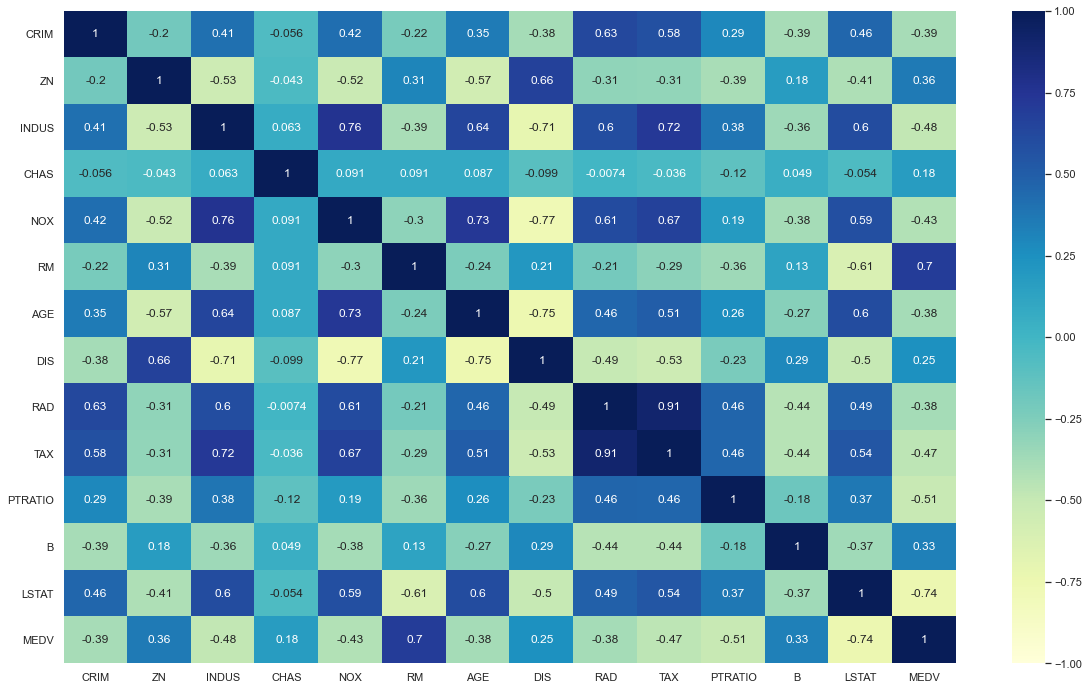 CRIM 1 -0.2 0.41 -0.056 0.42 -0.22 0.35 -0.38 0.63 0.58 0.29 -0.39 0.46 -0.39
ZN -0.2 1 -0.53 -0.043 -0.52 0.31 -0.57 0.66 -0.31 -0.31 -0.39 0.18 -0.41 0.36
INDUS 0.41 -0.53 1 0.063 0.76 -0.39 0.64 -0.71 0.6 0.72 0.38 -0.36 0.6 -0.48
CHAS -0.056 -0.043 0.063 1 0.091 0.091 0.087 -0.099 -0.0074 -0.036 -0.12 0.049 -0.054 0.18
NOX 0.42 -0.52 0.76 0.091 1 -0.3 0.73 -0.77 0.61 0.67 0.19 -0.38 0.59 -0.43
RM -0.22 0.31 -0.39 0.091 -0.3 1 -0.24 0.21 -0.21 -0.29 -0.36 0.13 -0.61 0.7
AGE 0.35 -0.57 0.64 0.087 0.73 -0.24 1 -0.75 0.46 0.51 0.26 -0.27 0.6 -0.38
DIS -0.38 0.66 -0.71 -0.099 -0.77 0.21 -0.75 1 -0.49 -0.53 -0.23 0.29 -0.5 0.25
RAD 0.63 -0.31 0.6 -0.0074 0.61 -0.21 0.46 -0.49 1 0.91 0.46 -0.44 0.49 -0.38
TAX 0.58 -0.31 0.72 -0.036 0.67 -0.29 0.51 -0.53 0.91 1 0.46 -0.44 0.54 -0.47
PTRATIO 0.29 -0.39 0.38 -0.12 0.19 -0.36 0.26 -0.23 0.46 0.46 1 -0.18 0.37 -0.51
B -0.39 0.18 -0.36 0.049 -0.38 0.13 -0.27 0.29 -0.44 -0.44 -0.18 1 -0.37 0.33
LSTAT 0.46 -0.41 0.6 -0.054 0.59 -0.61 0.6 -0.5 0.49 0.54 0.37 -0.37 1 -0.74
MEDV -0.39 0.36 -0.48 0.18 -0.43 0.7 -0.38 0.25 -0.38 -0.47 -0.51 0.33 -0.74 1
CRIM ZN INDUS CHAS NOX RM AGE DIS RAD TAX PTRATIO B LSTAT MEDV
1.00
0.75
0.50
0.25
0.00
−0.25
−0.50
−0.75
−1.00